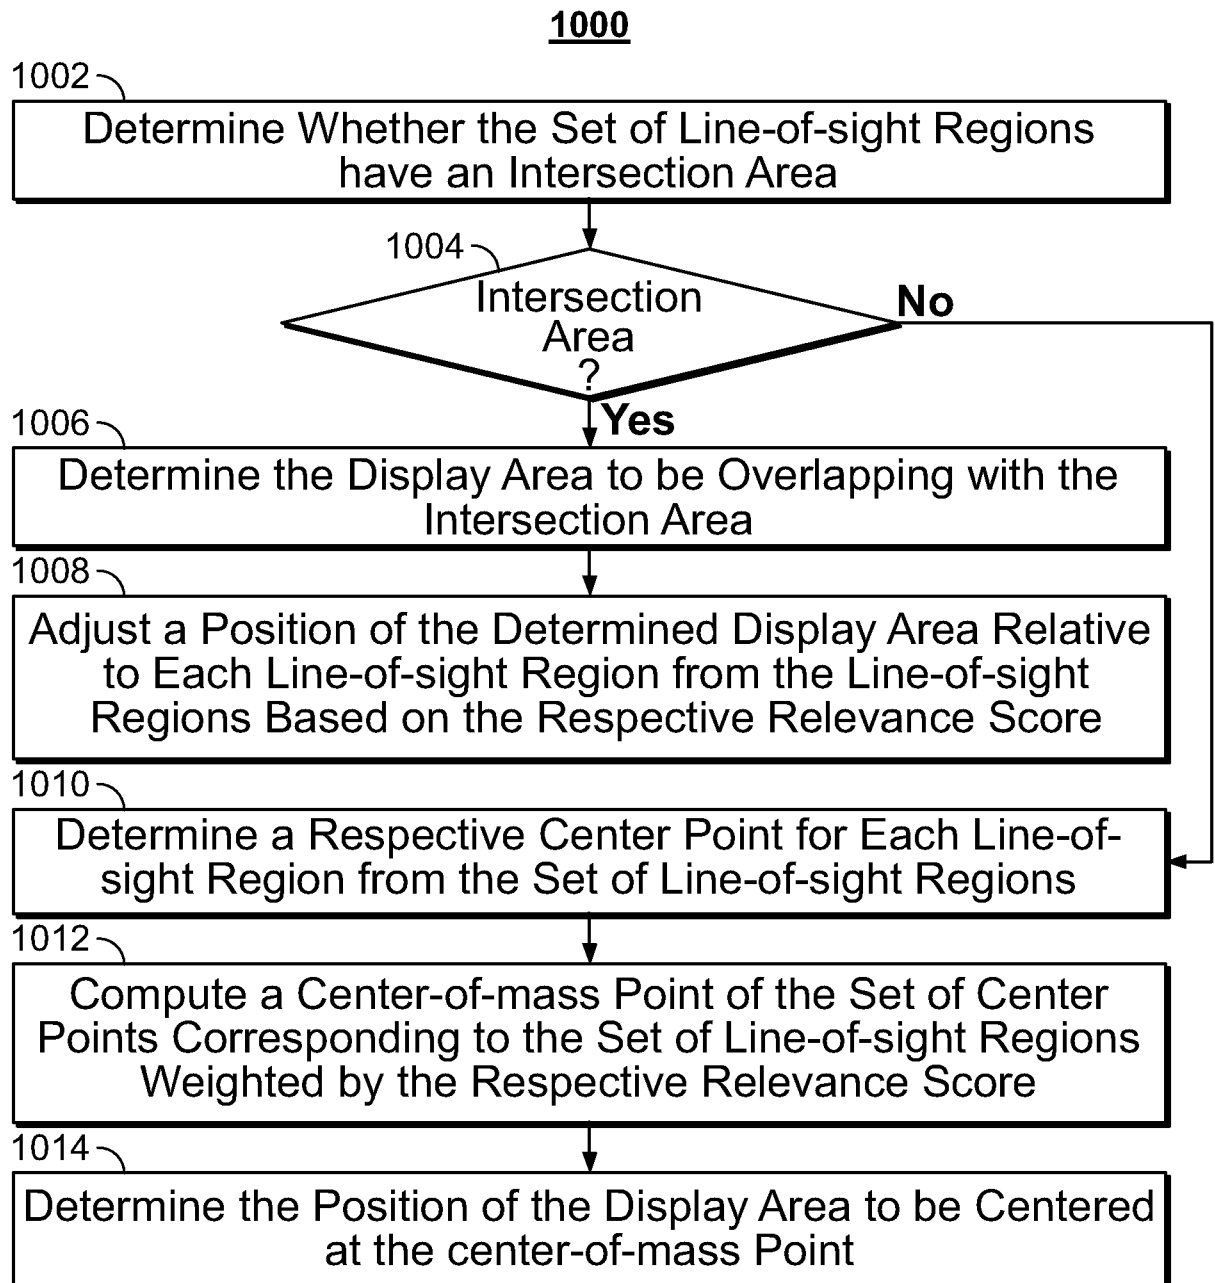 1000
1002
Determine Whether the Set of Line-of-sight Regions
have an Intersection Area
1004
Intersection
Area
?
No
Yes
1006
Determine the Display Area to be Overlapping with the
Intersection Area
1008
Adjust a Position of the Determined Display Area Relative
to Each Line-of-sight Region from the Line-of-sight
Regions Based on the Respective Relevance Score
1010
Determine a Respective Center Point for Each Line-of-
sight Region from the Set of Line-of-sight Regions
1012
Compute a Center-of-mass Point of the Set of Center
Points Corresponding to the Set of Line-of-sight Regions
Weighted by the Respective Relevance Score
1014
Determine the Position of the Display Area to be Centered
at the center-of-mass Point